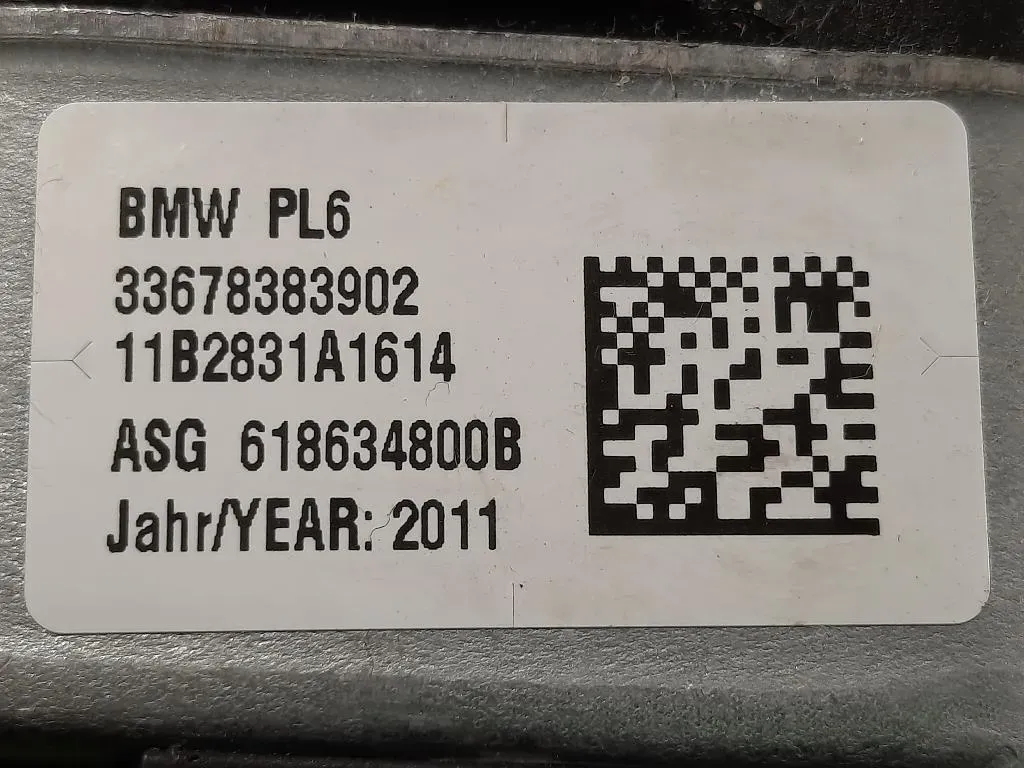 BMW PL6
33678383902
11B2831A1614
ASG 618634800B
Jahr/YEAR: 2011